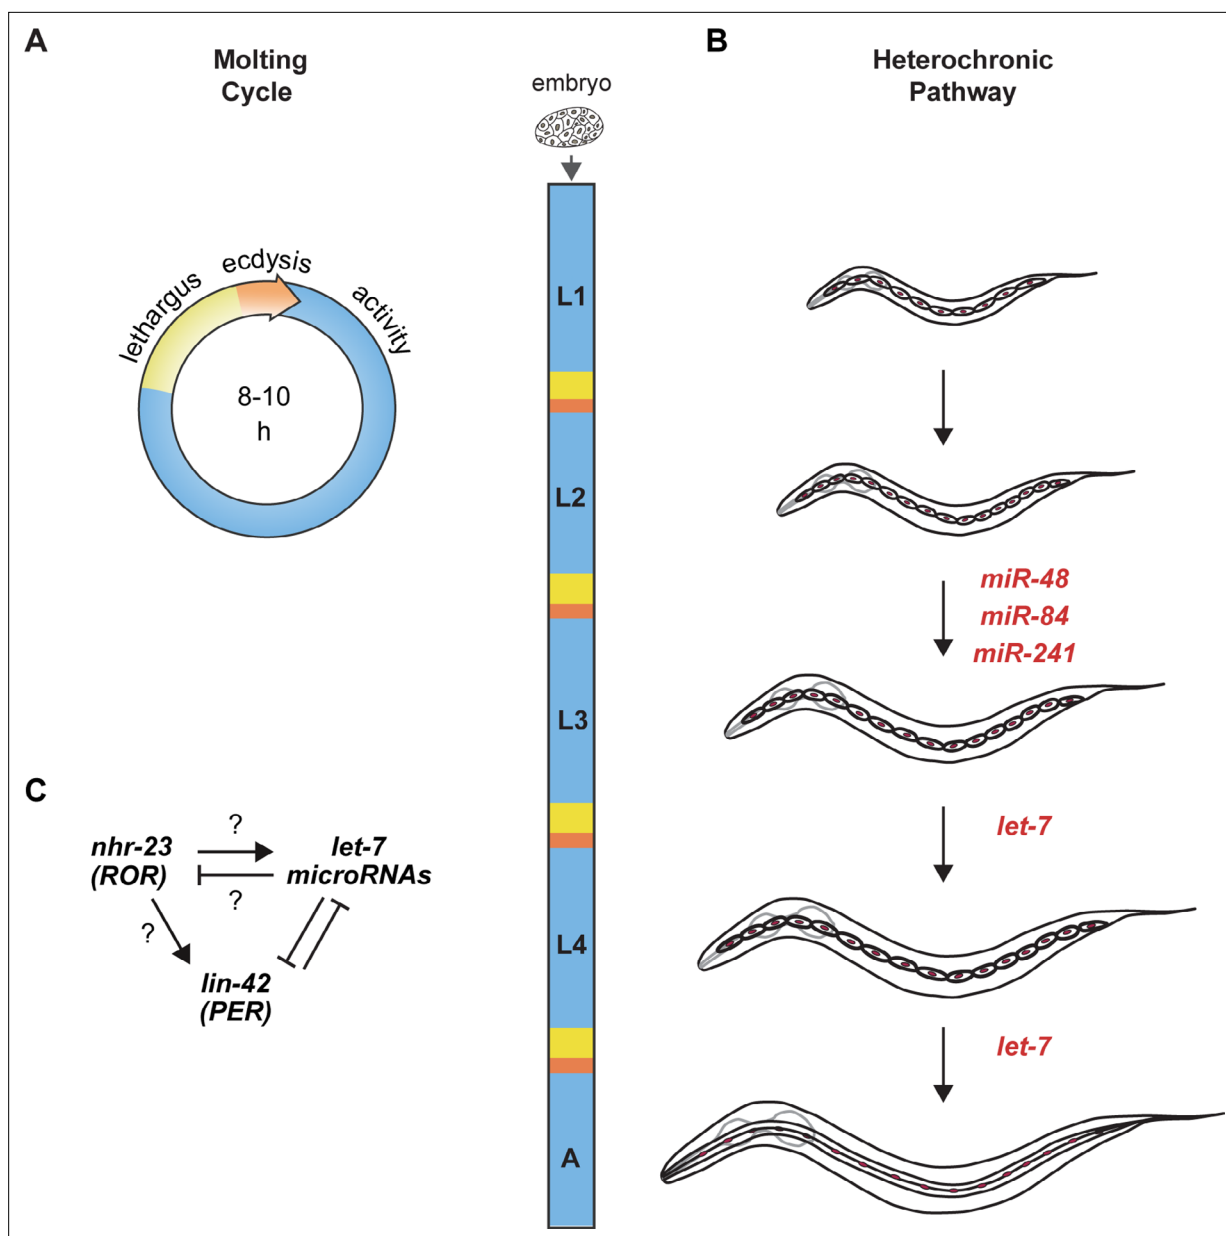 A
Molting
Cycle
lethargus
ecdysis
activity
8-10
h
embryo
L1
L2
L3
L4
A
B
Heterochronic
Pathway
miR-48
miR-84
miR-241
let-7
let-7
C
nhr-23
(ROR)
?
let-7
microRNAs
?
?
lin-42
(PER)